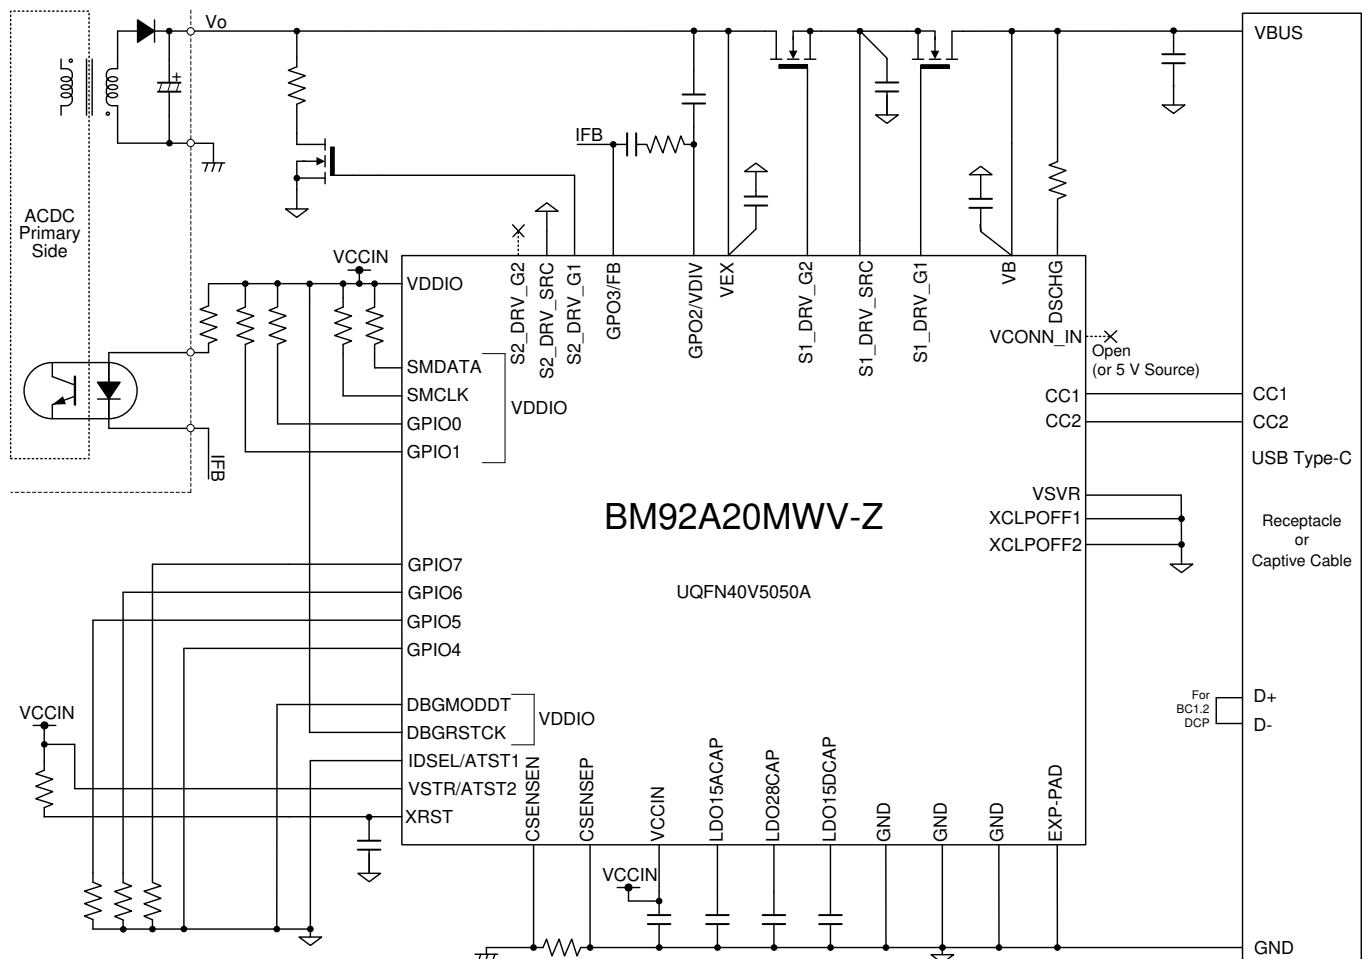 Vo
VBUS
IFB
ACDC
Primary
Side
VCCIN
VDDIO
S2_DRV_G2
S2_DRV_SRC
S2_DRV_G1
GPO3/FB
GPO2/VDIV
VEX
S1_DRV_G2
S1_DRV_SRC
S1_DRV_G1
VB
DSCHG
VCONN_IN
Open
(or 5 V Source)
SMDATA
SMCLK
VDDIO
GPIO0
GPIO1
IFB
CC1
CC2
CC1
CC2
USB Type-C
VSVR
XCLPOFF1
XCLPOFF2
Receptacle
or
Captive Cable
BM92A20MWV-Z
UQFN40V5050A
GPIO7
GPIO6
GPIO5
GPIO4
VCCIN
DBGMODDT
VDDIO
DBGRSTCK
IDSEL/ATST1
VSTR/ATST2
XRST
For
BC1.2
DCP
D+
D-
CSENSEN
CSENSEP
VCCIN
LDO15ACAP
LDO28CAP
LDO15DCAP
GND
GND
GND
EXP-PAD
VCCIN
GND